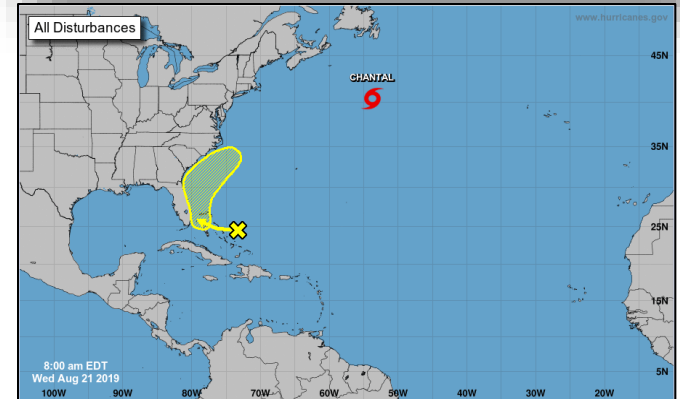 All Disturbances
www.hurricanes.gov
45N
CHANTAL
35N
25N
15N
8:00 am EDT
Wed Aug 21 2019
5N
100W 90W 80W 70W 60W 50W 40W 30W 20W